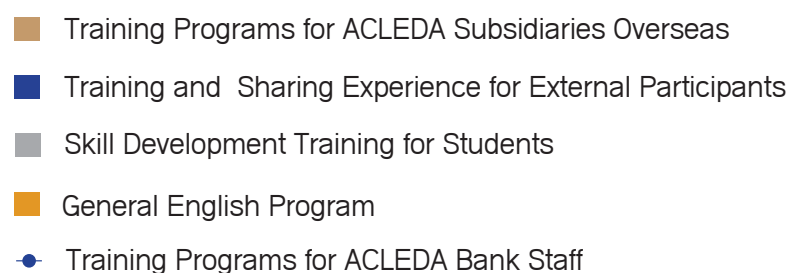 Training Programs for ACLEDA Subsidiaries Overseas
Training and  Sharing Experience for External Participants
Skill Development Training for Students
General English Program
Training Programs for ACLEDA Bank Staff